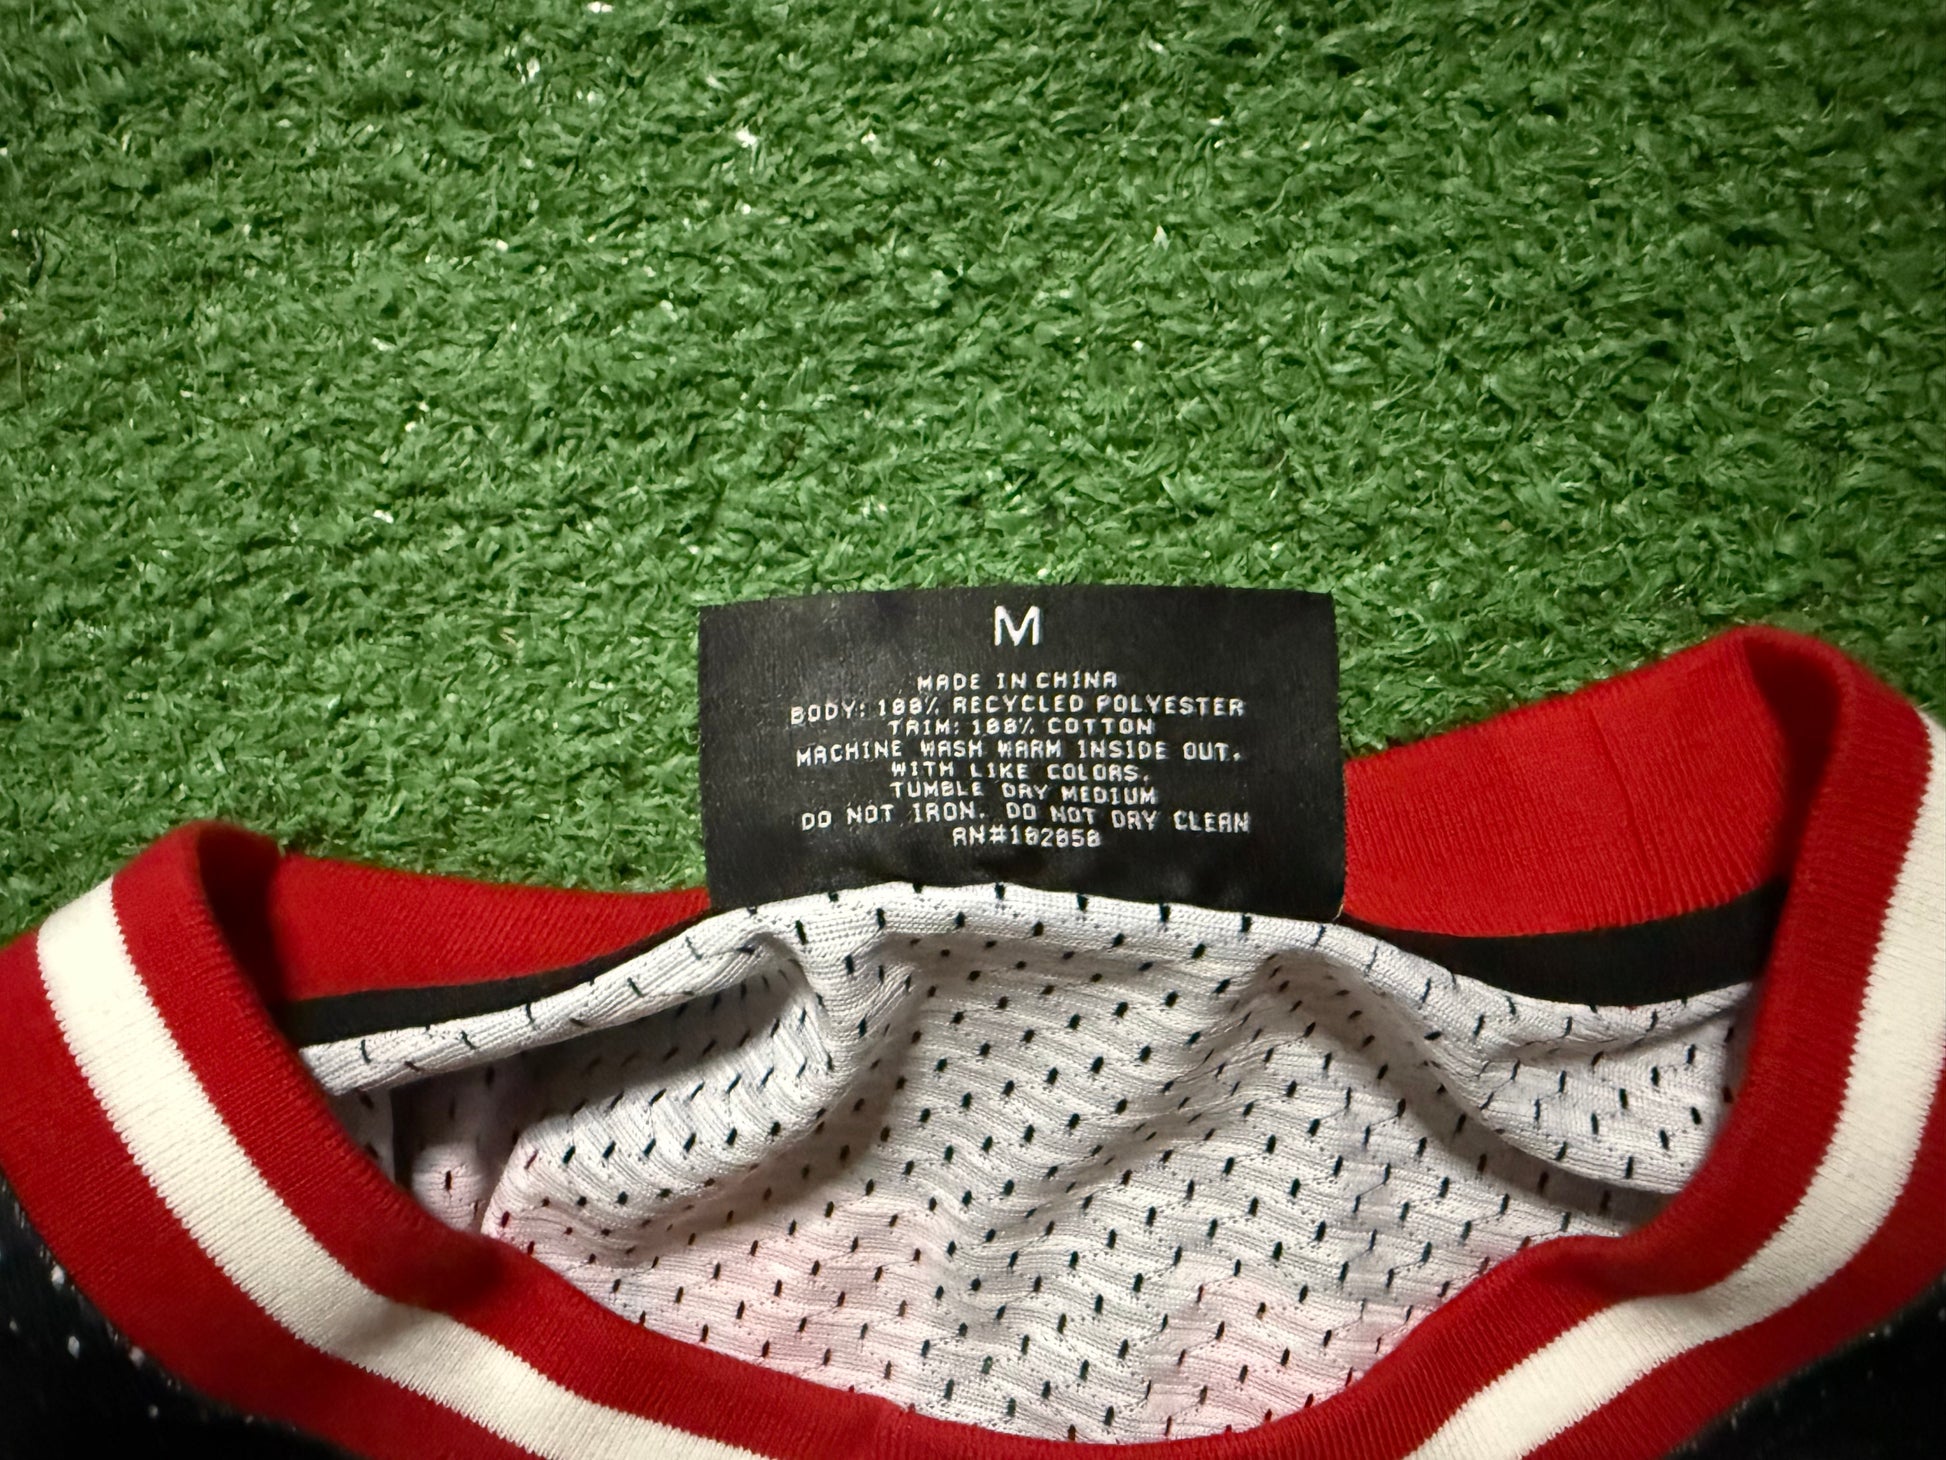 M
MADE IN CHINA
BODY: 100% RECYCLED POLYESTER
TRIM: 100% COTTON
MACHINE WASH WARM INSIDE OUT.
WITH LIKE COLORS.
TUMBLE DRY MEDIUM
DO NOT IRON. DO NOT DRY CLEAN
RN#102050